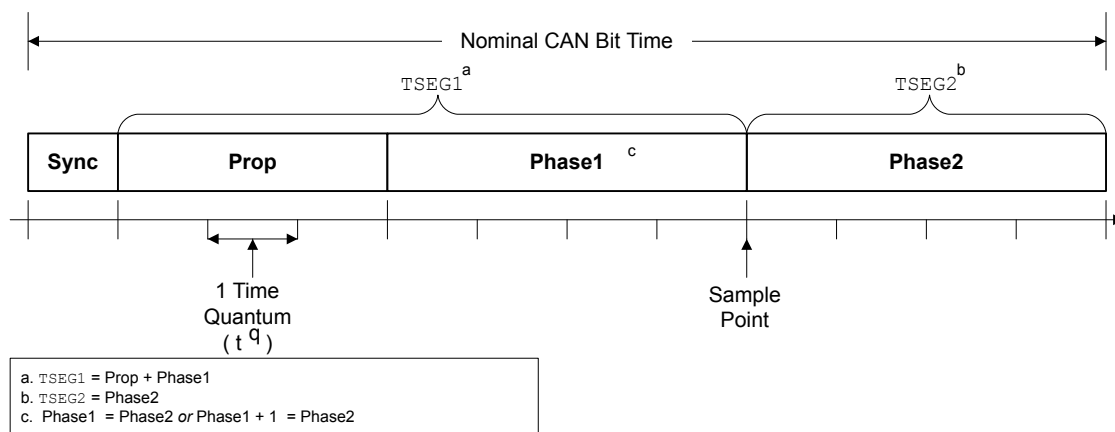 Nominal CAN Bit Time
TSEG1a
TSEG2b
Sync
Prop
Phase1 c
Phase2
1 Time
Quantum
( t q )
Sample
Point
a. TSEG1 = Prop + Phase1
b. TSEG2 = Phase2
c. Phase1 = Phase2 or Phase1 + 1 = Phase2